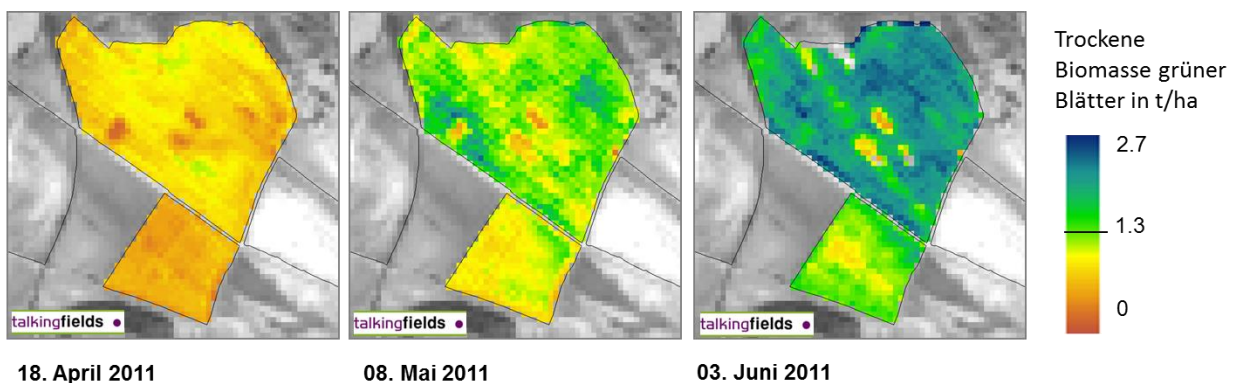 talkingfields
talkingfields
talkingfields
18. April 2011
08. Mai 2011
03. Juni 2011
Trockene
Biomasse grüner
Blätter in t/ha
2.7
1.3
0